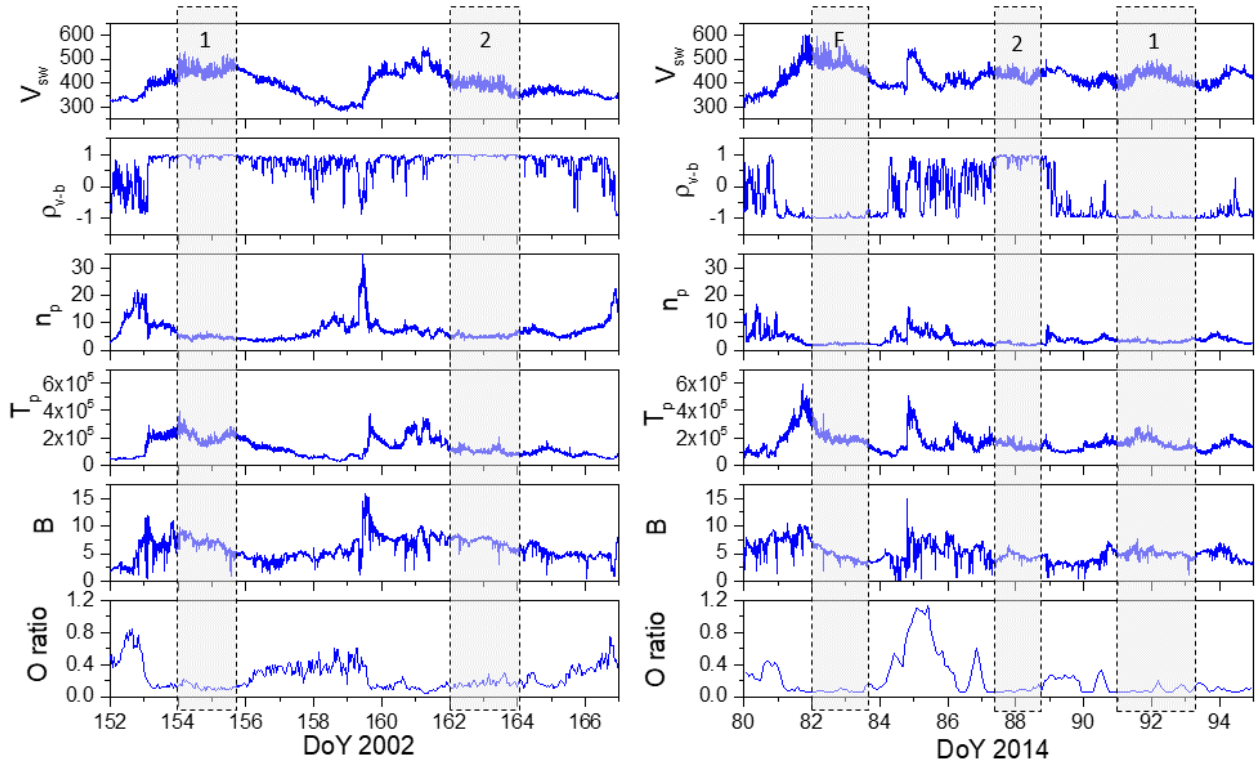 1 2
V_sw 600 500 400 300
ρ_v-b 1 0 -1
n_p 30 20 10 0
T_p 6x10^5 4x10^5 2x10^5 0
B 15 10 5 0
O ratio 1.2 0.8 0.4 0.0
152 154 156 158 160 162 164 166
DoY 2002
F 2 1
V_sw 600 500 400 300
ρ_v-b 1 0 -1
n_p 30 20 10 0
T_p 6x10^5 4x10^5 2x10^5 0
B 15 10 5 0
O ratio 1.2 0.8 0.4 0.0
80 82 84 86 88 90 92 94
DoY 2014